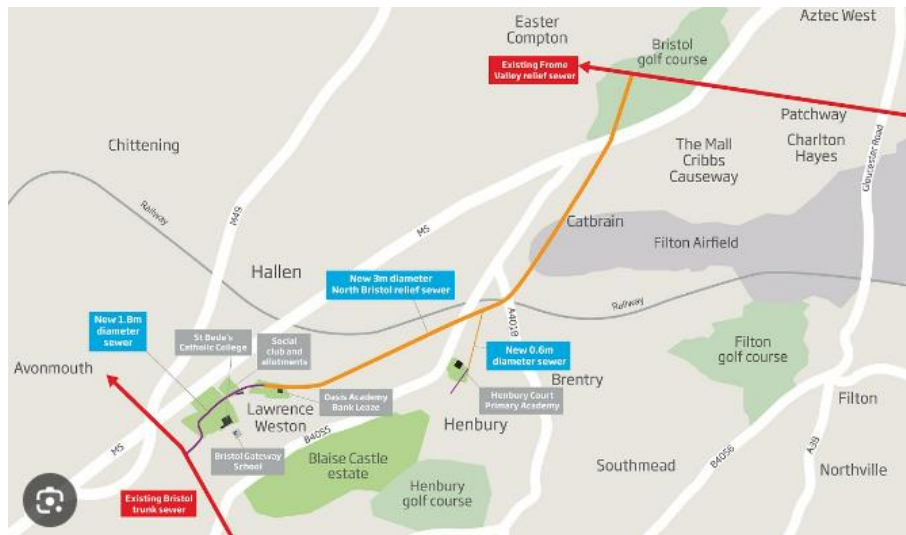 Easter
Compton
Aztec West
Bristol
golf course
Existing Frome
Valley relief sewer
Patchway
Charlton
Hayes
Gloucester Road
The Mall
Cribbs
Causeway
Chittening
M49
Railway
M5
Catbrain
Filton Airfield
Hallen
New 3m diameter
North Bristol relief sewer
Railway
New 1.8m
diameter
sewer
St Bede's
Catholic College
Social
club and
allotments
A4018
New 0.6m
diameter sewer
Filton
golf course
Avonmouth
Oasis Academy
Bank Leaze
Lawrence
Weston
Henbury Court
Primary Academy
Brentry
Filton
Henbury
B4055
M5
Bristol Gateway
School
Blaise Castle
estate
Southmead
B4056
A38
Northville
Henbury
golf course
Existing Bristol
trunk sewer